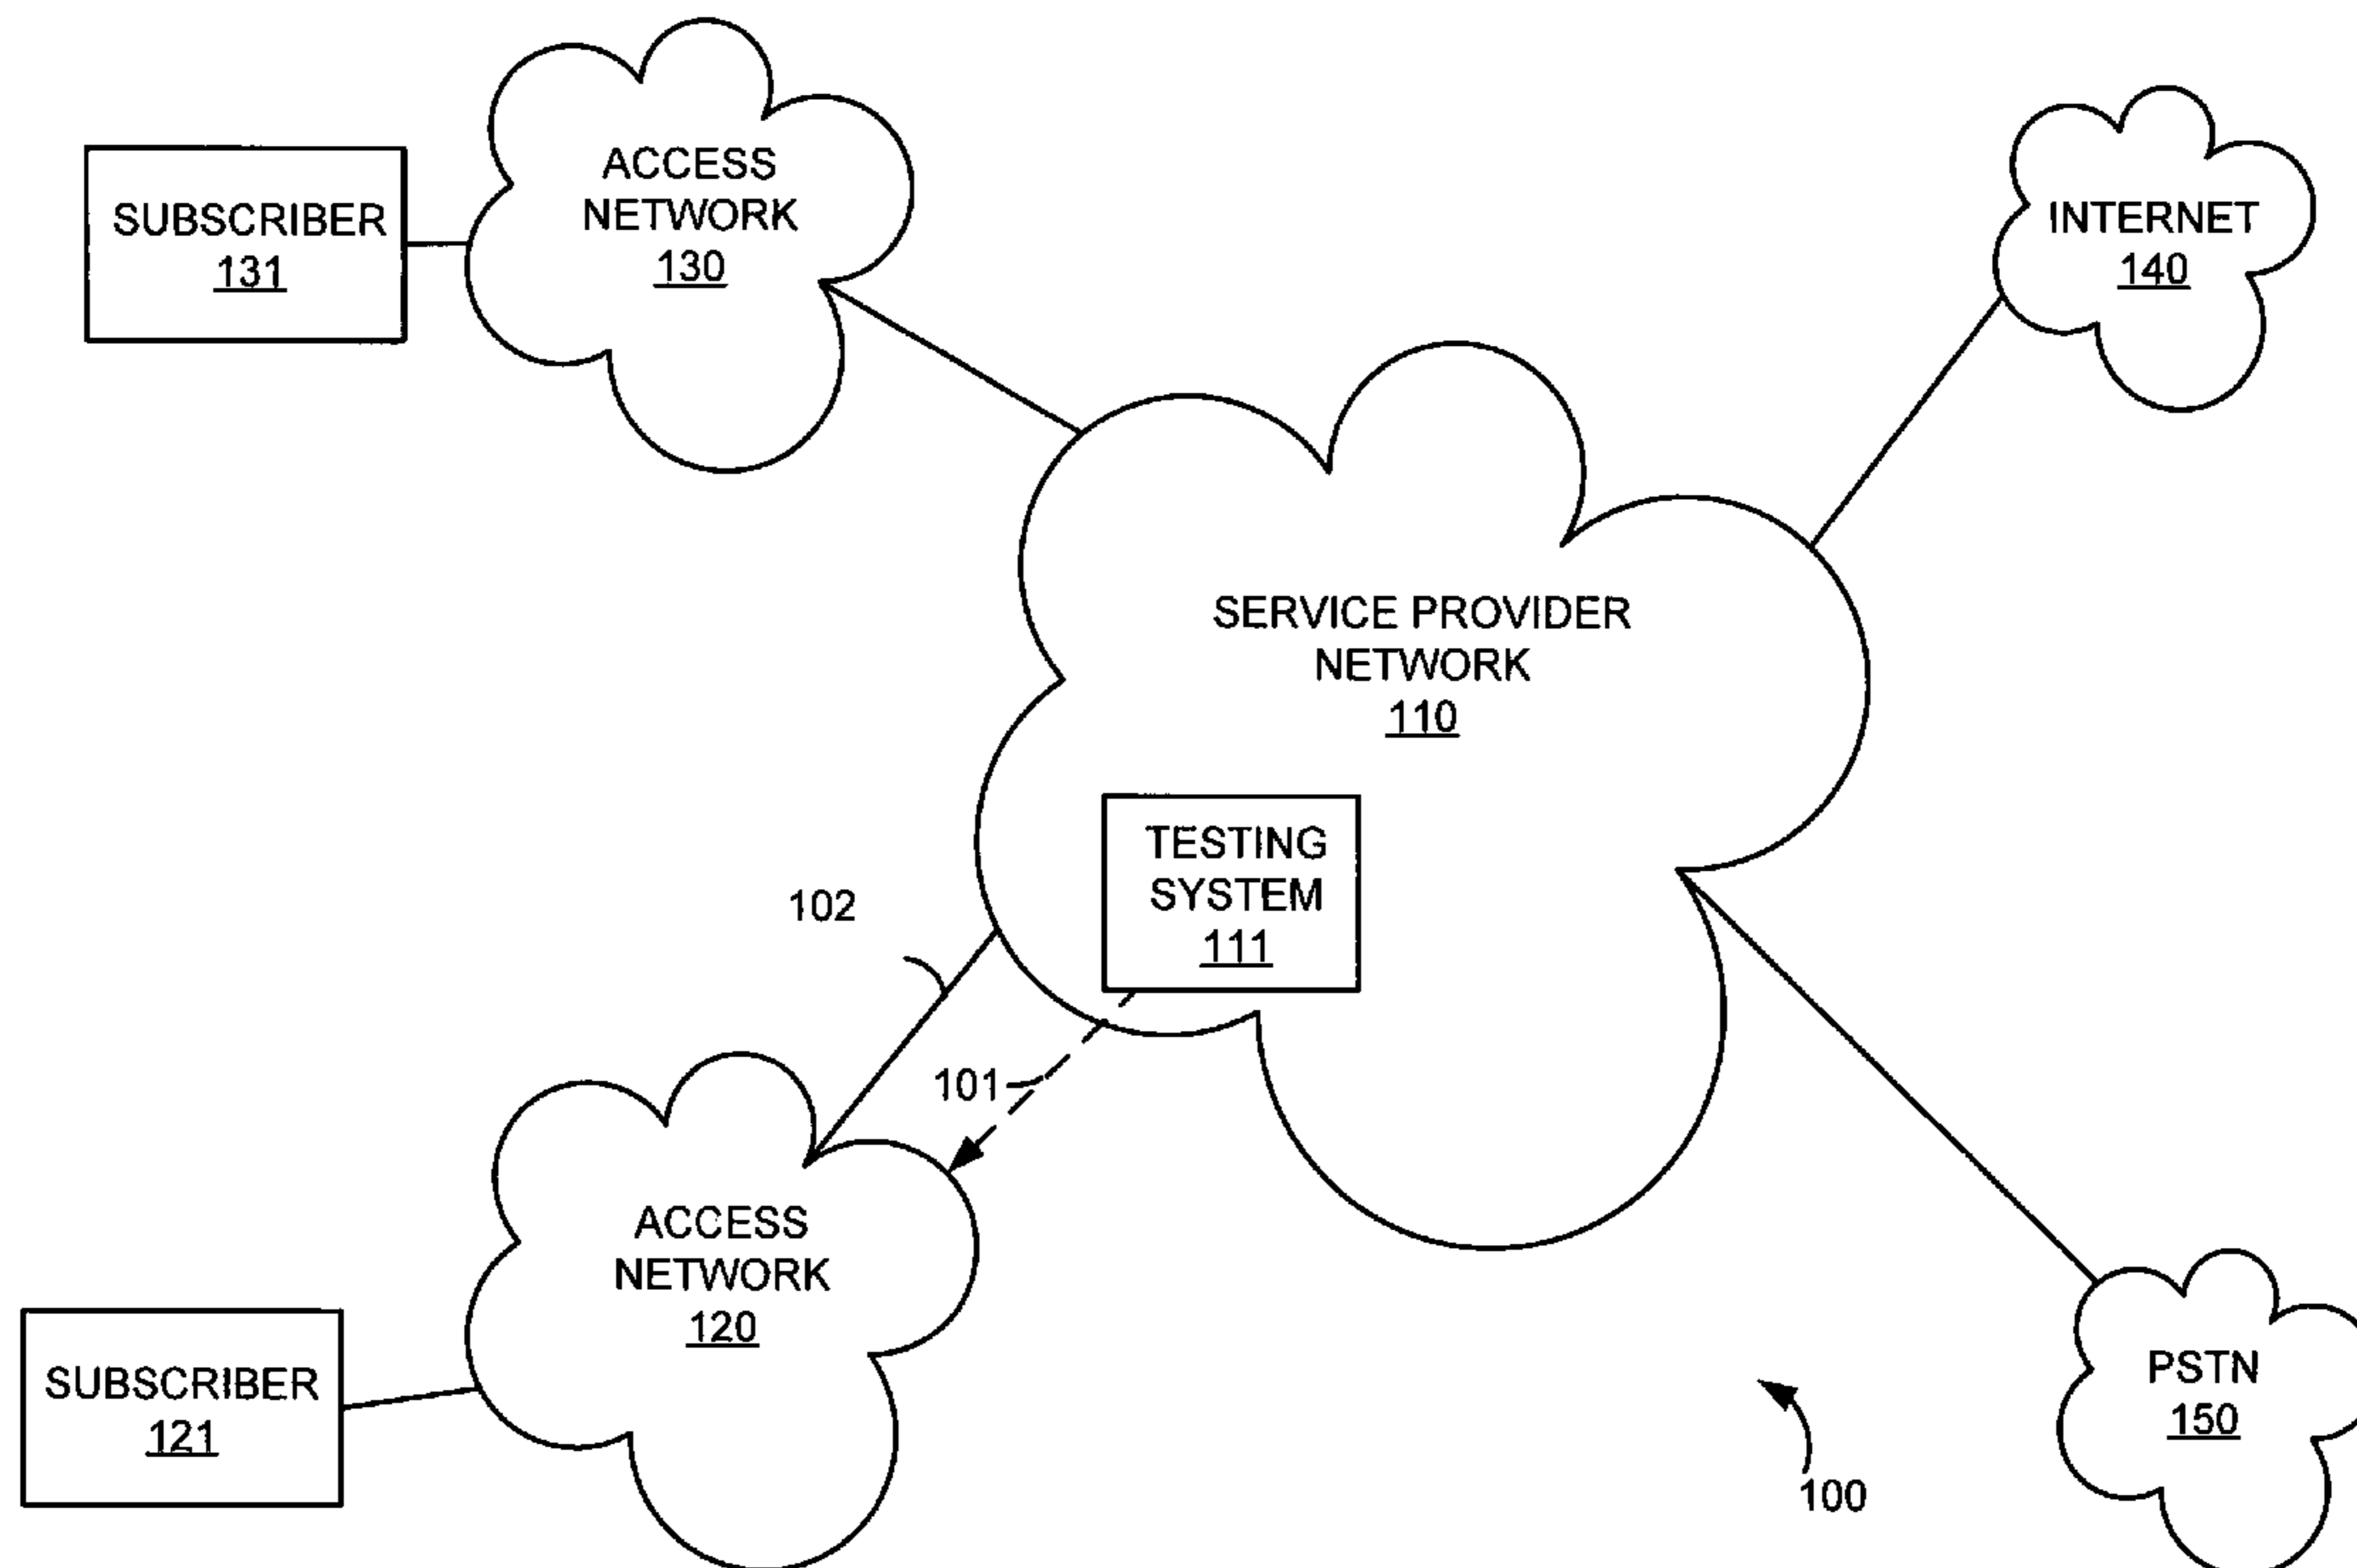 ACCESS
NETWORK
130
SUBSCRIBER
131
INTERNET
140
SERVICE PROVIDER
NETWORK
110
TESTING
SYSTEM
111
102
101
ACCESS
NETWORK
120
SUBSCRIBER
121
PSTN
150
100